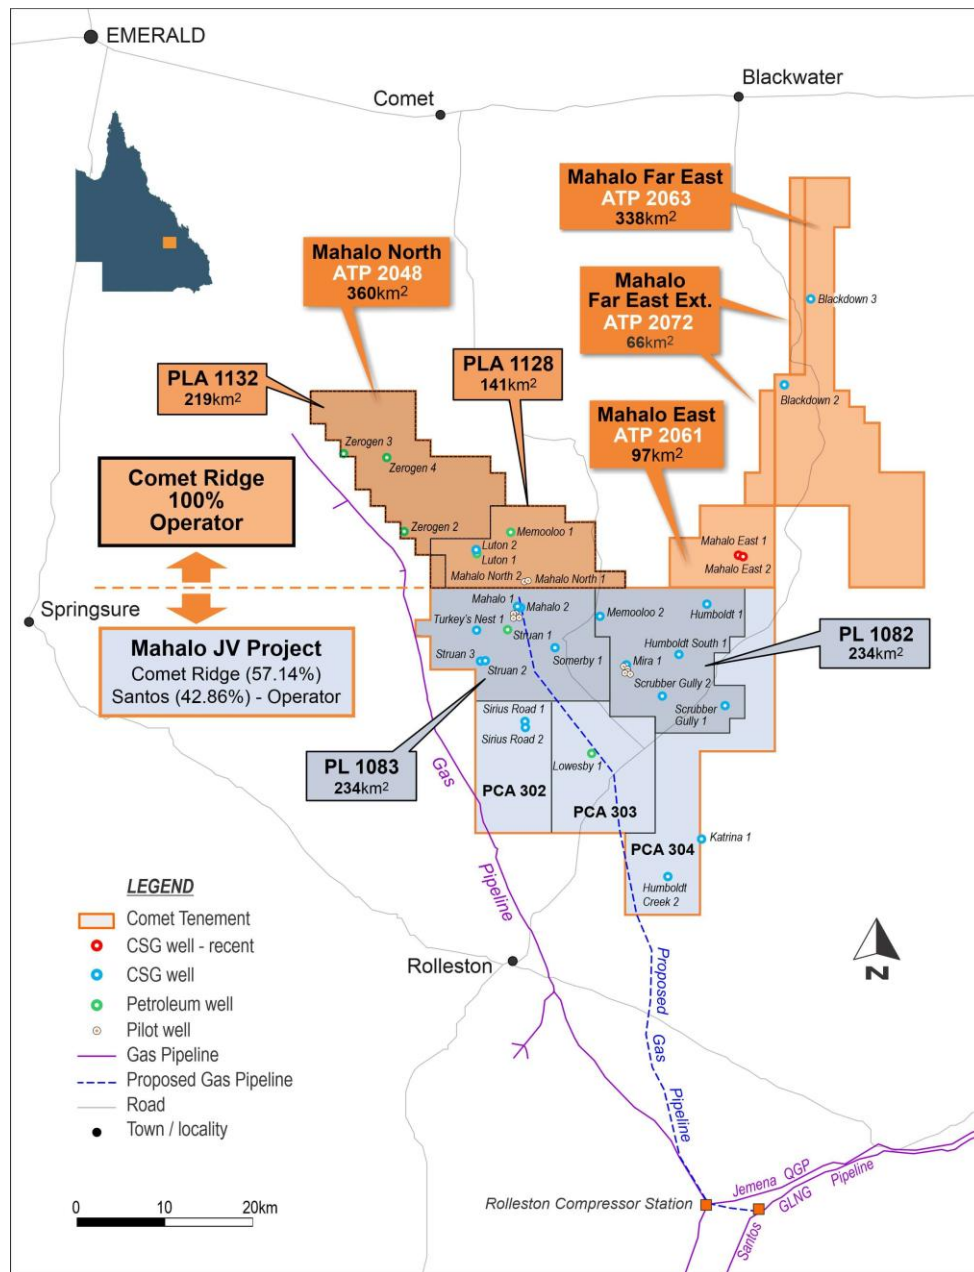 EMERALD
Comet
Blackwater
Mahalo Far East
ATP 2063
338km²
Mahalo North
ATP 2048
360km²
Mahalo
Far East Ext.
ATP 2072
66km²
Blackdown 3
PLA 1132
219km²
PLA 1128
141km²
Blackdown 2
Mahalo East
ATP 2061
97km²
Zerogen 3
Zerogen 4
Comet Ridge
100%
Operator
Zerogen 2
Memooloo 1
Luton 2
Luton 1
Mahalo North 2
Mahalo North 1
Mahalo East 1
Mahalo East 2
Springsure
Mahalo JV Project
Comet Ridge (57.14%)
Santos (42.86%) - Operator
Mahalo 1
Mahalo 2
Turkey's Nest 1
Struan 1
Struan 3
Struan 2
Somerby 1
Memooloo 2
Humboldt 1
Humboldt South 1
Mira 1
Scrubber Gully 2
Scrubber
Gully 1
PL 1082
234km²
Sirius Road 1
Sirius Road 2
PL 1083
234km²
Lowesby 1
PCA 302
PCA 303
PCA 304
Katrina 1
Humboldt
Creek 2
Gas
Pipeline
LEGEND
Comet Tenement
CSG well - recent
CSG well
Petroleum well
Pilot well
Gas Pipeline
Proposed Gas Pipeline
Road
Town / locality
Rolleston
N
Proposed
Gas
Pipeline
0 10 20km
Rolleston Compressor Station
Jemena QGP
Santos GLNG Pipeline